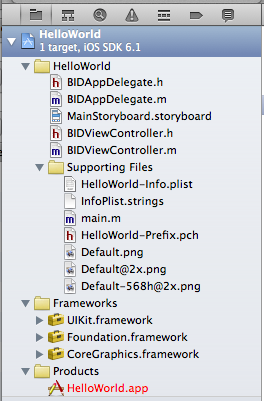 HelloWorld
1 target, iOS SDK 6.1
HelloWorld
BIDAppDelegate.h
BIDAppDelegate.m
MainStoryboard.storyboard
BIDViewController.h
BIDViewController.m
Supporting Files
HelloWorld-Info.plist
InfoPlist.strings
main.m
HelloWorld-Prefix.pch
Default.png
Default@2x.png
Default-568h@2x.png
Frameworks
UIKit.framework
Foundation.framework
CoreGraphics.framework
Products
HelloWorld.app